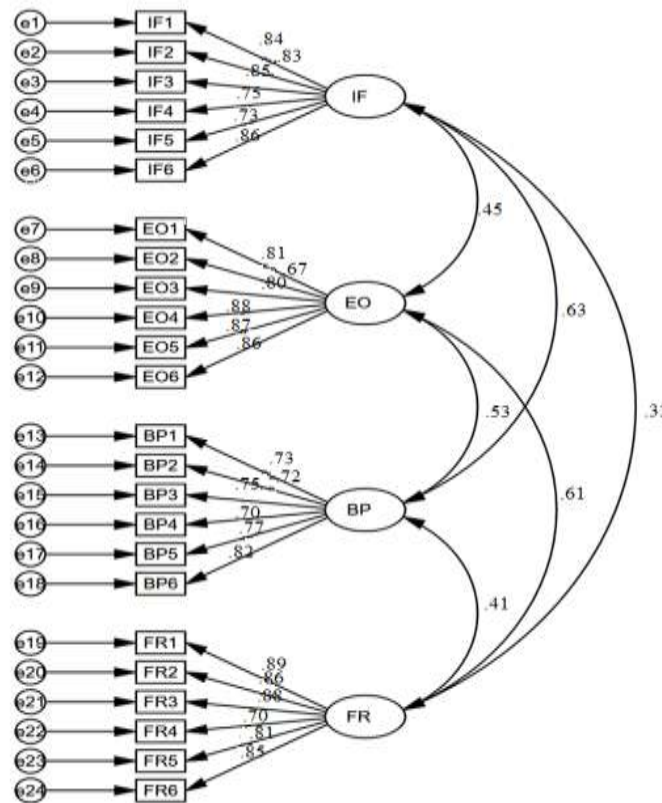 e1 IF1
.84
e2 IF2
.83
e3 IF3
.85
IF
e4 IF4
.75
e5 IF5
.73
e6 IF6
.86
.45
e7 EO1
.81
e8 EO2
.67
e9 EO3
.80
EO
.63
e10 EO4
.88
e11 EO5
.87
e12 EO6
.86
.53
e13 BP1
.73
e14 BP2
.72
e15 BP3
.75
BP
.61
e16 BP4
.70
e17 BP5
.77
e18 BP6
.82
.41
e19 FR1
.89
e20 FR2
.86
e21 FR3
.88
FR
e22 FR4
.70
e23 FR5
.81
e24 FR6
.85